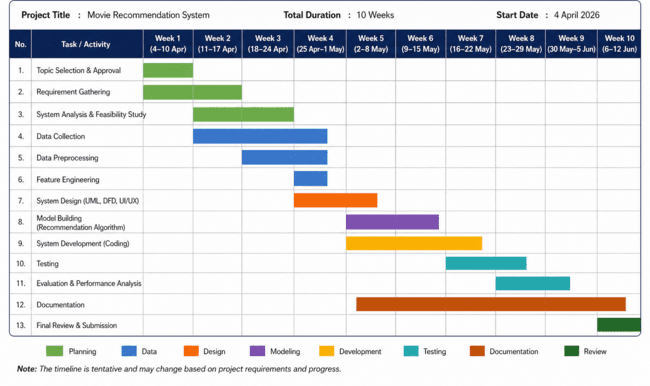 Project Title : Movie Recommendation System Total Duration : 10 Weeks Start Date : 4 April 2026
No. Task / Activity Week 1 Week 2 Week 3 Week 4 Week 5 Week 6 Week 7 Week 8 Week 9 Week 10
(4–10 Apr) (11–17 Apr) (18–24 Apr) (25 Apr–1 May) (2–8 May) (9–15 May) (16–22 May) (23–29 May) (30 May–5 Jun) (6–12 Jun)
1. Topic Selection & Approval
2. Requirement Gathering
3. System Analysis & Feasibility Study
4. Data Collection
5. Data Preprocessing
6. Feature Engineering
7. System Design (UML, DFD, UI/UX)
8. Model Building
(Recommendation Algorithm)
9. System Development (Coding)
10. Testing
11. Evaluation & Performance Analysis
12. Documentation
13. Final Review & Submission
Planning Data Design Modeling Development Testing Documentation Review
Note: The timeline is tentative and may change based on project requirements and progress.